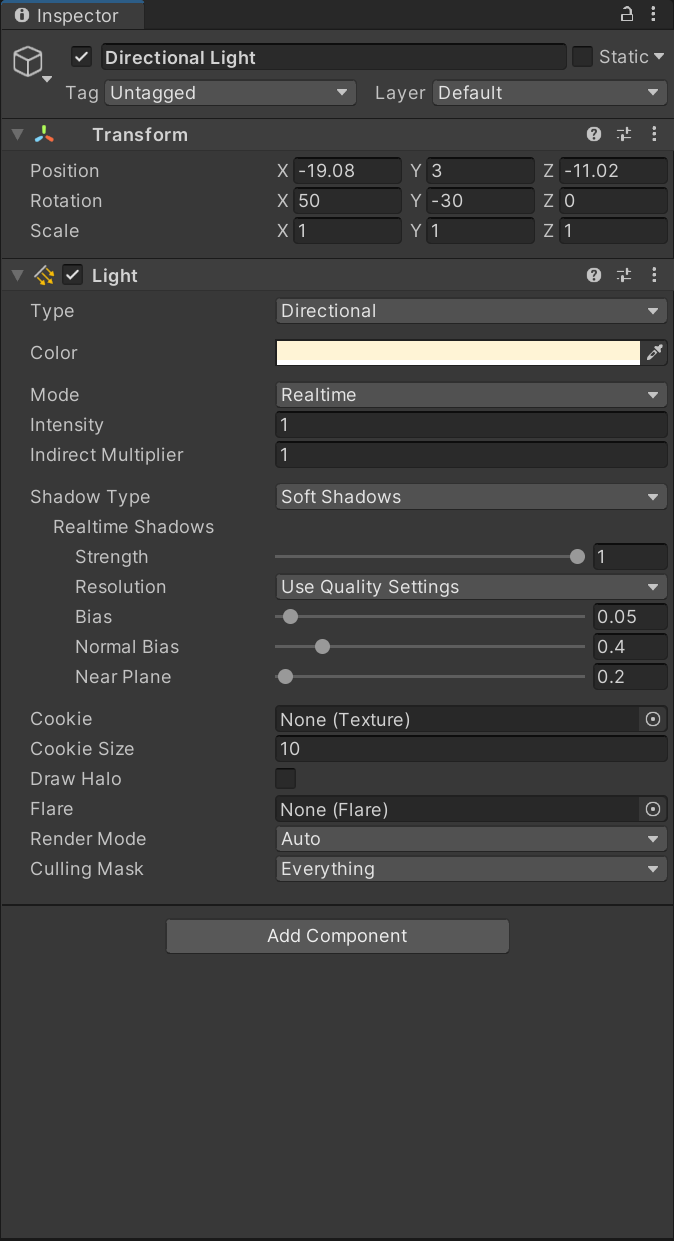 Inspector
Directional Light Static
Tag Untagged Layer Default
Transform
Position X -19.08 Y 3 Z -11.02
Rotation X 50 Y -30 Z 0
Scale X 1 Y 1 Z 1
Light
Type Directional
Color
Mode Realtime
Intensity 1
Indirect Multiplier 1
Shadow Type Soft Shadows
Realtime Shadows
Strength 1
Resolution Use Quality Settings
Bias 0.05
Normal Bias 0.4
Near Plane 0.2
Cookie None (Texture)
Cookie Size 10
Draw Halo
Flare None (Flare)
Render Mode Auto
Culling Mask Everything
Add Component